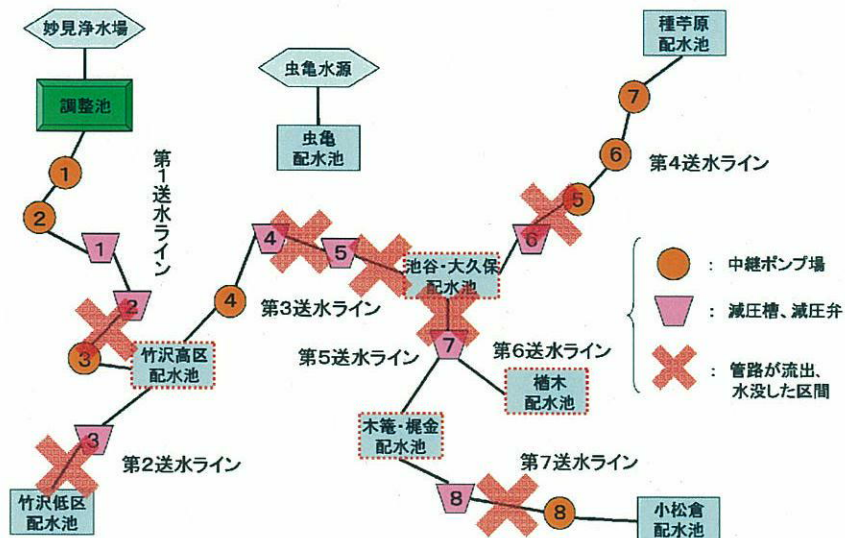 妙見浄水場
調整池
1
2
1
2
3
第1送水ライン
竹沢高区
配水池
3
第2送水ライン
竹沢低区
配水池
虫亀水源
虫亀
配水池
4
4
5
第3送水ライン
池谷・大久保
配水池
6
5
6
7
第4送水ライン
種苧原
配水池
第5送水ライン
7
第6送水ライン
楢木
配水池
木篭・梶金
配水池
第7送水ライン
8
8
小松倉
配水池
: 中継ポンプ場
: 減圧槽、減圧弁
: 管路が流出、
水没した区間